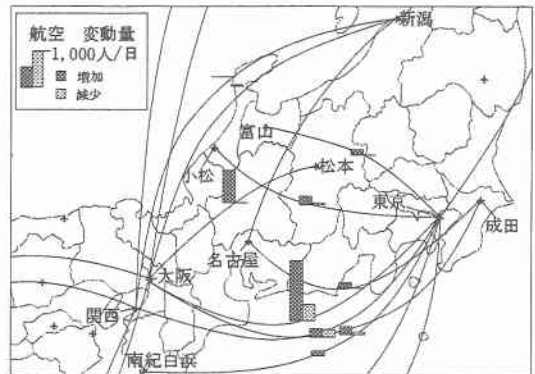 航空 変動量
1,000人/日
増加
減少
新潟
富山
小松
松本
東京
成田
名古屋
大阪
関西
南紀白浜